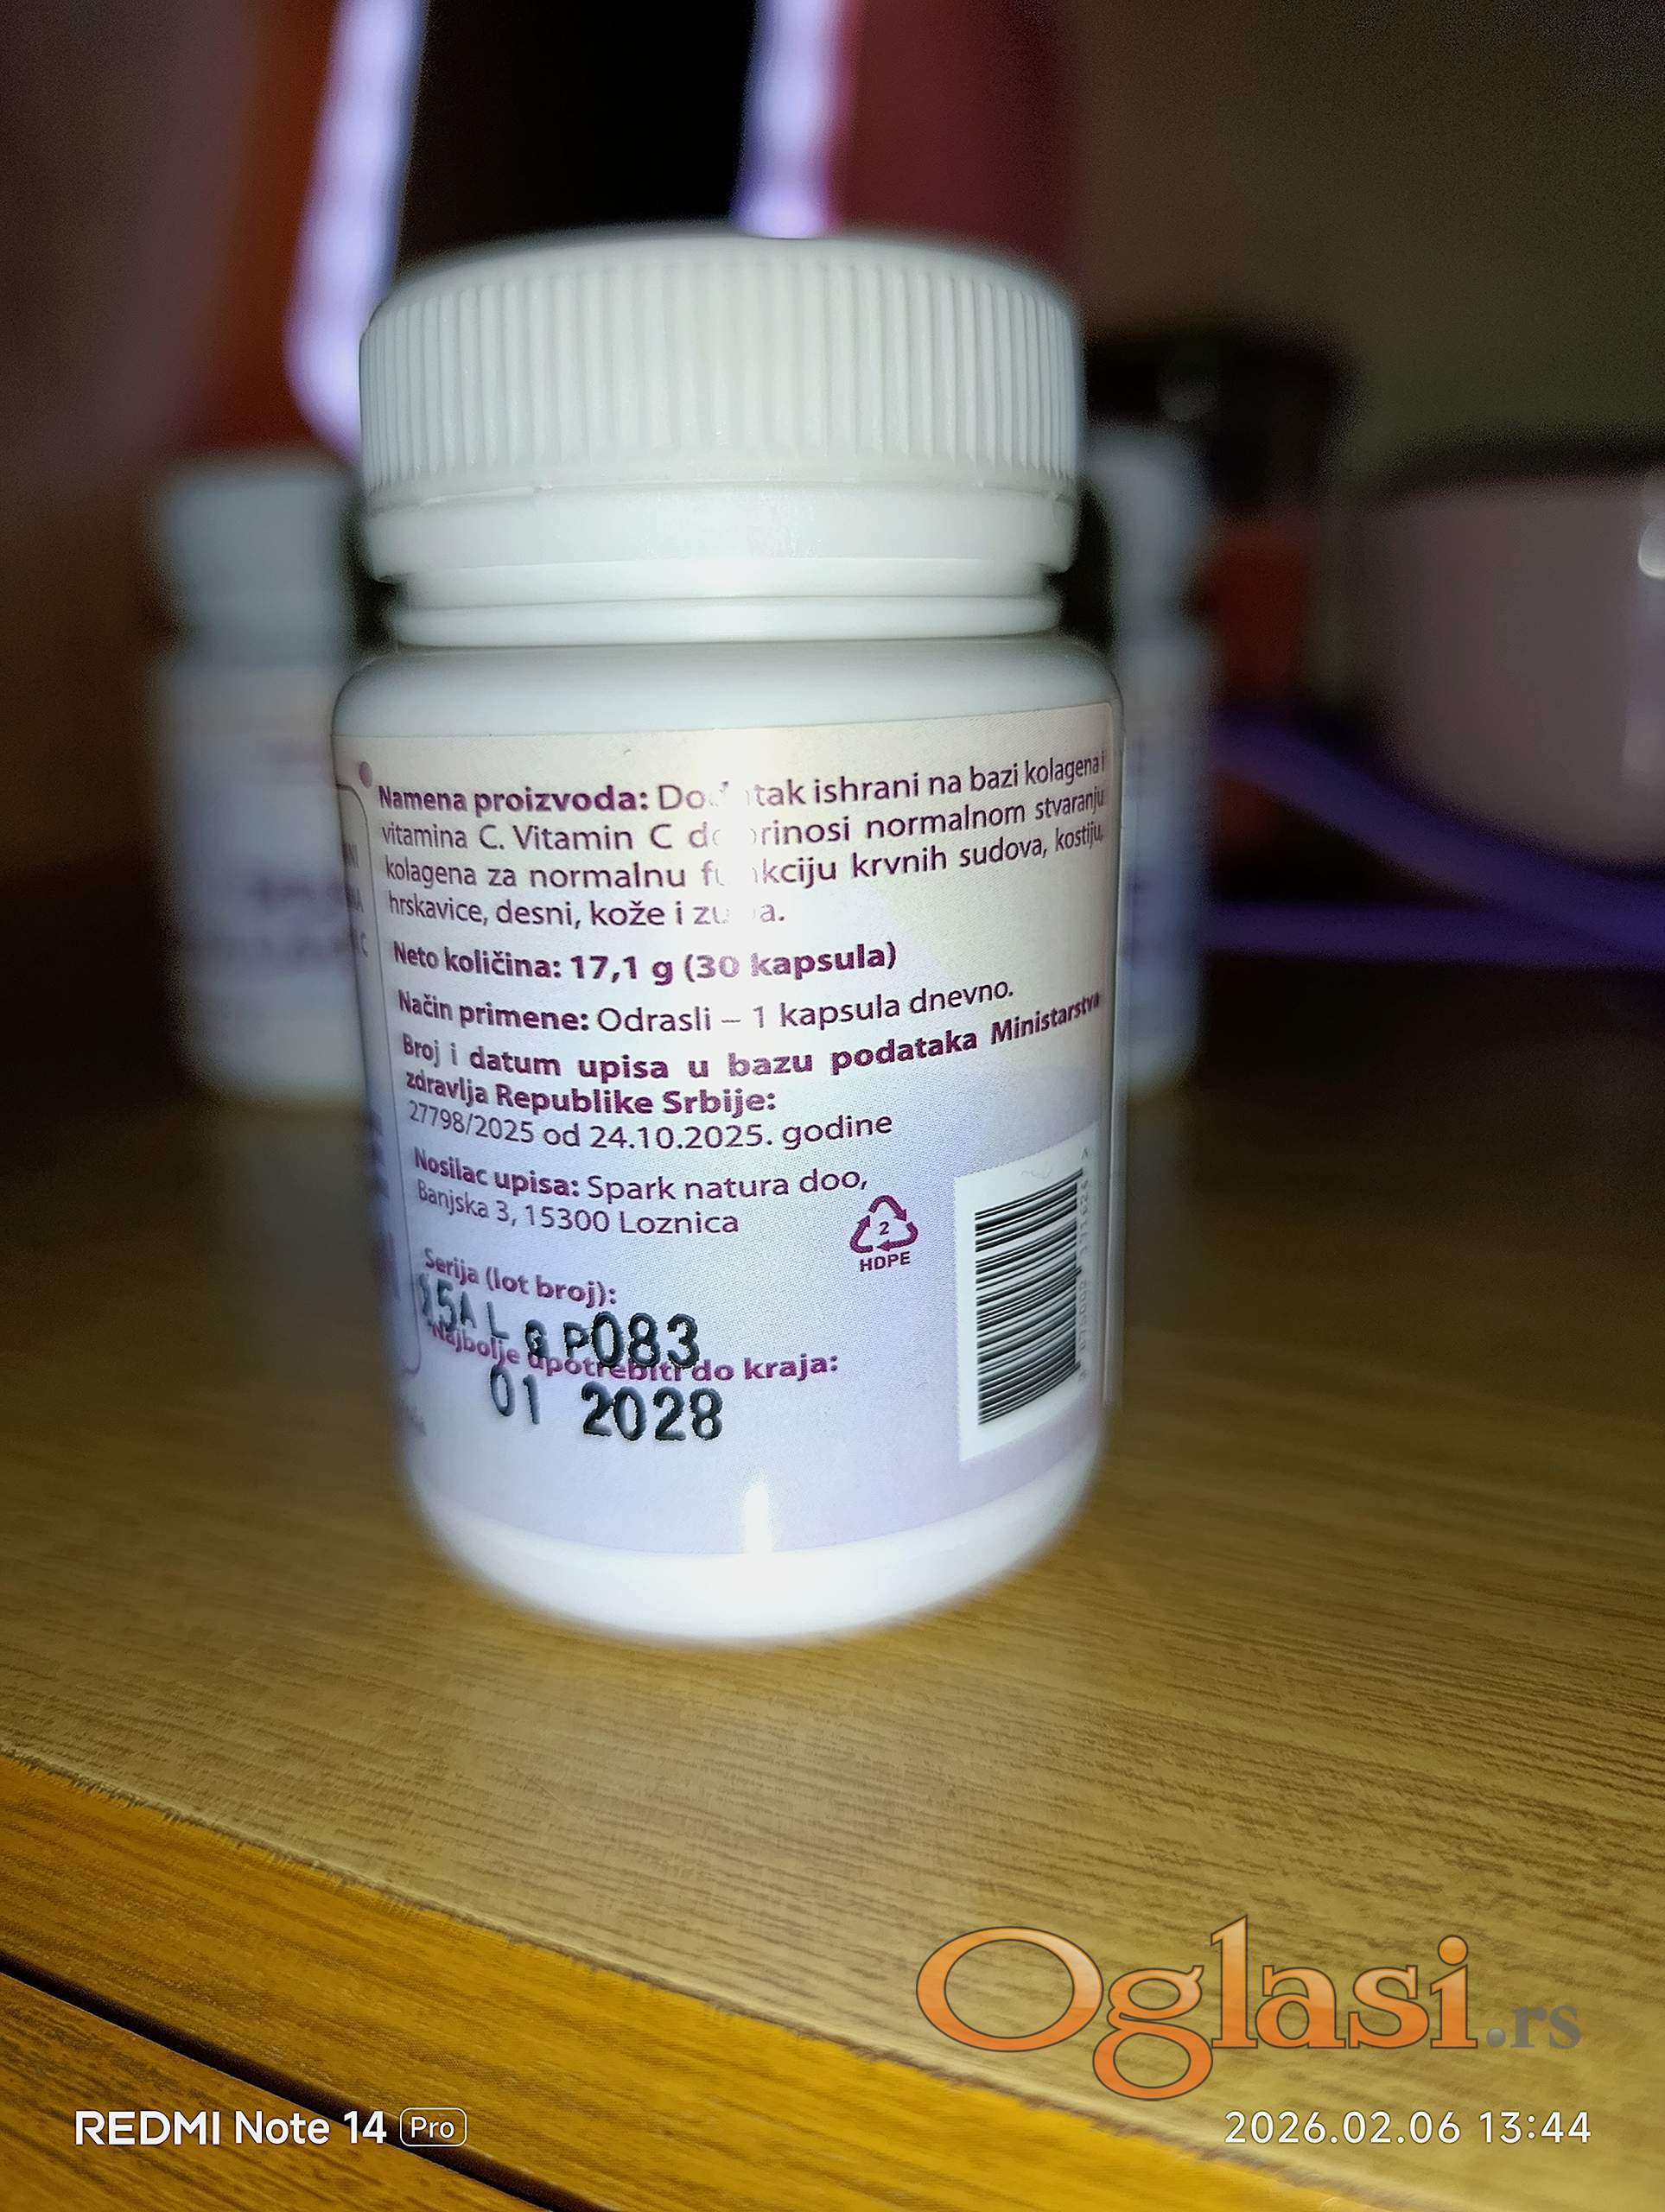 Namena proizvoda: Dodatak ishrani na bazi kolagena i
vitamina C. Vitamin C doprinosi normalnom stvaranju
kolagena za normalnu funkciju krvnih sudova, kostiju,
hrskavice, desni, kože i zuba.
Neto količina: 17,1 g (30 kapsula)
Način primene: Odrasli – 1 kapsula dnevno.
Broj i datum upisa u bazu podataka Ministarstva
zdravlja Republike Srbije:
27798/2025 od 24.10.2025. godine
Nosilac upisa: Spark natura doo,
Banjska 3, 15300 Loznica
2
HDPE
Serija (lot broj):
P083
Najbolje upotrebiti do kraja:
01 2028
Oglasi.rs
REDMI Note 14 Pro
2026.02.06 13:44